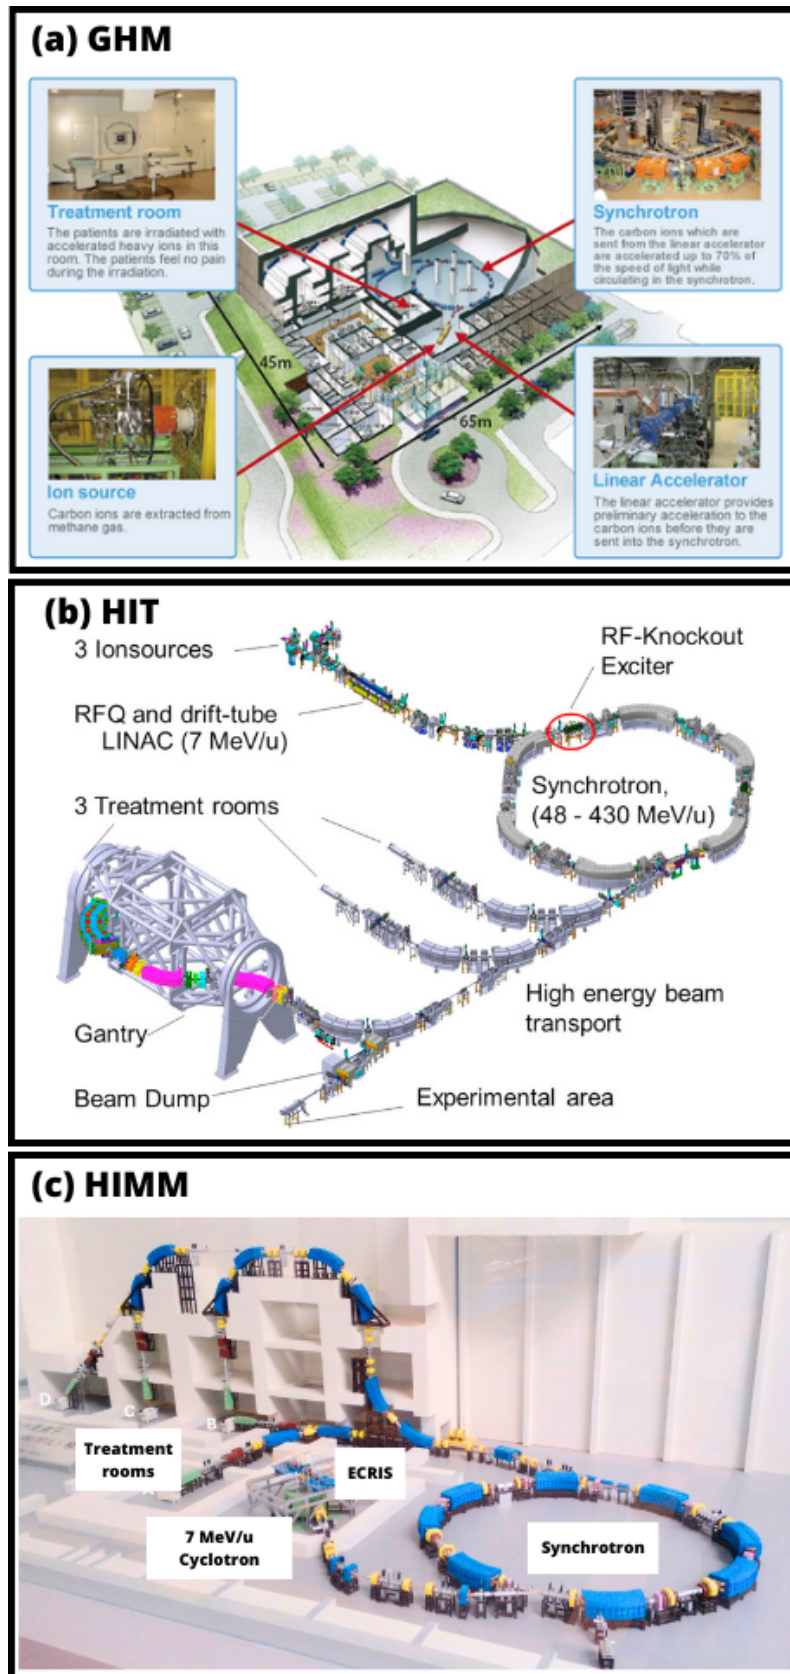 (a) GHM
Treatment room
The patients are irradiated with
accelerated heavy ions in this
room. The patients feel no pain
during the irradiation.
Synchrotron
The carbon ions which are
sent from the linear accelerator
are accelerated up to 70% of
the speed of light while
circulating in the synchrotron.
45m
65m
Ion source
Carbon ions are extracted from
methane gas.
Linear Accelerator
The linear accelerator provides
preliminary acceleration to the
carbon ions before they are
sent into the synchrotron.
(b) HIT
3 Ionsources
RF-Knockout
Exciter
RFQ and drift-tube
LINAC (7 MeV/u)
Synchrotron,
(48 - 430 MeV/u)
3 Treatment rooms
High energy beam
transport
Gantry
Beam Dump
Experimental area
(c) HIMM
D
C
B
Treatment
rooms
ECRIS
7 MeV/u
Cyclotron
Synchrotron